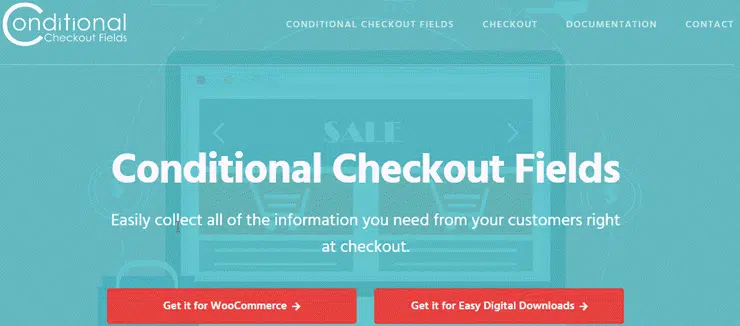 Conditional
Checkout Fields
CONDITIONAL CHECKOUT FIELDS
CHECKOUT
DOCUMENTATION
CONTACT
SALE
Conditional Checkout Fields
Easily collect all of the information you need from your customers right
at checkout.
Get it for WooCommerce →
Get it for Easy Digital Downloads →